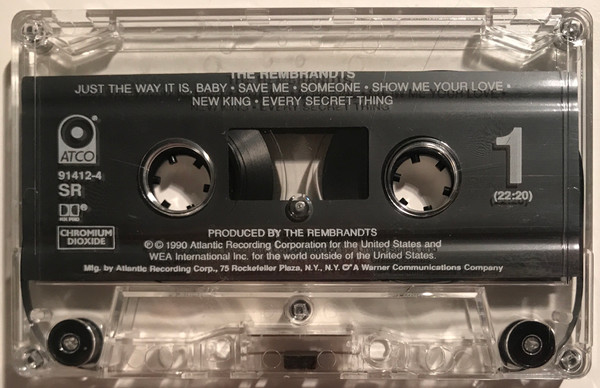 THE REMBRANDTS
JUST THE WAY IT IS, BABY • SAVE ME • SOMEONE • SHOW ME YOUR LOVE •
NEW KING • EVERY SECRET THING
ATCO
91412-4
SR
1
(22:20)
CHROMIUM
DIOXIDE
PRODUCED BY THE REMBRANDTS
℗ © 1990 Atlantic Recording Corporation for the United States and
WEA International Inc. for the world outside of the United States.
Mfg. by Atlantic Recording Corp., 75 Rockefeller Plaza, N.Y., N.Y. A Warner Communications Company